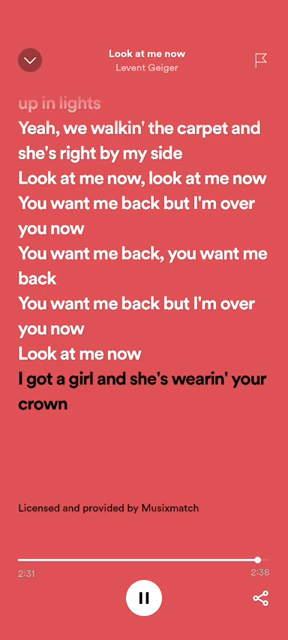 Look at me now
Levent Geiger
up in lights
Yeah, we walkin' the carpet and
she's right by my side
Look at me now, look at me now
You want me back but I'm over
you now
You want me back, you want me
back
You want me back but I'm over
you now
Look at me now
I got a girl and she's wearin' your
crown
Licensed and provided by Musixmatch
2:31
2:38